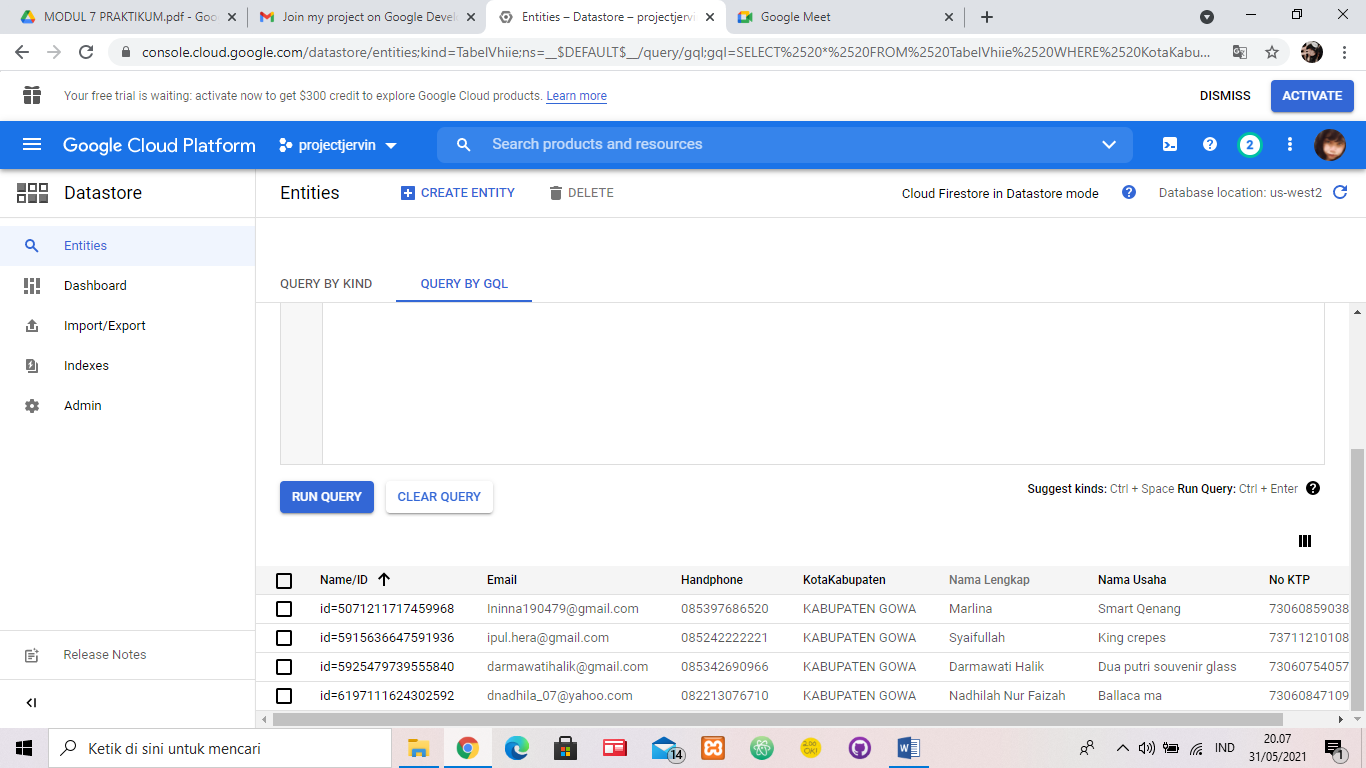 MODUL 7 PRAKTIKUM.pdf - Goo
Join my project on Google Devel
Entities – Datastore – projectjervi
Google Meet
console.cloud.google.com/datastore/entities;kind=TabelVhiie;ns=__$DEFAULT$__/query/gql;gql=SELECT%2520*%2520FROM%2520TabelVhiie%2520WHERE%2520KotaKabu...
Your free trial is waiting: activate now to get $300 credit to explore Google Cloud products. Learn more
DISMISS
ACTIVATE
Google Cloud Platform
projectjervin
Search products and resources
2
Datastore
Entities
CREATE ENTITY
DELETE
Cloud Firestore in Datastore mode
Database location: us-west2
Entities
Dashboard
Import/Export
Indexes
Admin
Release Notes
QUERY BY KIND
QUERY BY GQL
RUN QUERY
CLEAR QUERY
Suggest kinds: Ctrl + Space Run Query: Ctrl + Enter
Name/ID Email Handphone KotaKabupaten Nama Lengkap Nama Usaha No KTP
id=5071211717459968 Ininna190479@gmail.com 085397686520 KABUPATEN GOWA Marlina Smart Qenang 73060859038
id=5915636647591936 ipul.hera@gmail.com 085242222221 KABUPATEN GOWA Syaifullah King crepes 73711210108
id=5925479739555840 darmawatihalik@gmail.com 085342690966 KABUPATEN GOWA Darmawati Halik Dua putri souvenir glass 73060754057
id=6197111624302592 dnadhila_07@yahoo.com 082213076710 KABUPATEN GOWA Nadhilah Nur Faizah Ballaca ma 73060847109
Ketik di sini untuk mencari
14
IND
20.07
31/05/2021
1